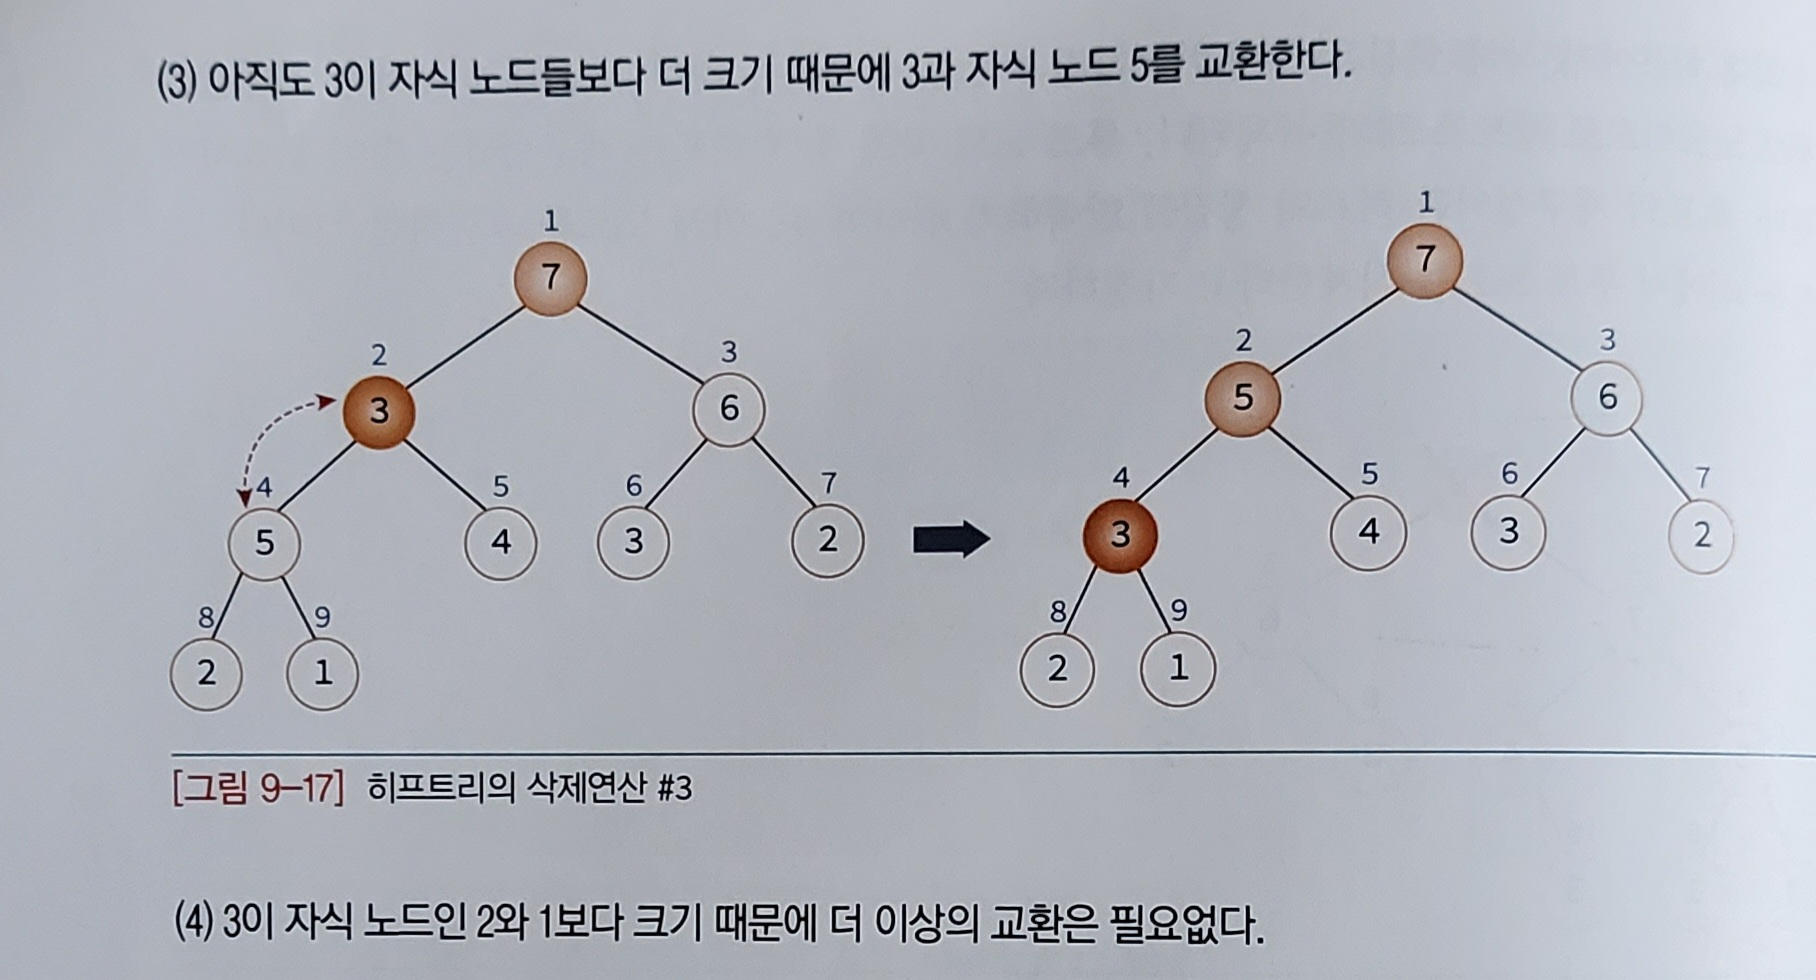 (3) 아직도 3이 자식 노드들보다 더 크기 때문에 3과 자식 노드 5를 교환한다.
1 1
7 7
2 3 2 3
3 6 5 6
4 5 6 7 4 5 6 7
5 4 3 2 3 4 3 2
8 9 8 9
2 1 2 1
[그림 9-17] 히프트리의 삭제연산 #3
(4) 3이 자식 노드인 2와 1보다 크기 때문에 더 이상의 교환은 필요없다.